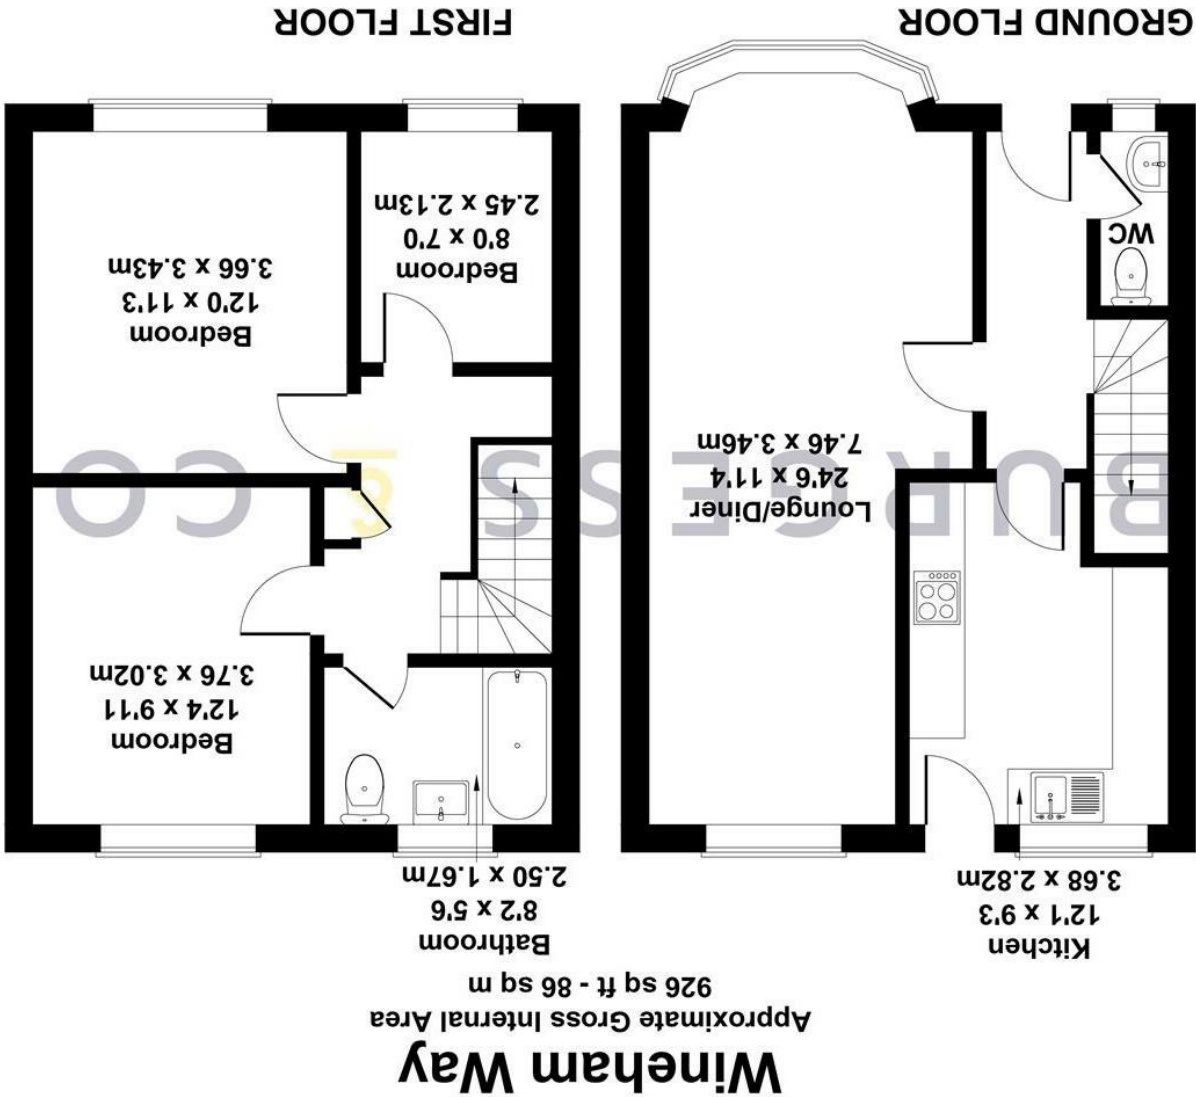 Wineham Way
Approximate Gross Internal Area
926 sq ft - 86 sq m
Kitchen
12'1 x 9'3
3.68 x 2.82m
Bathroom
8'2 x 5'6
2.50 x 1.67m
Bedroom
12'4 x 9'11
3.76 x 3.02m
Lounge/Diner
24'6 x 11'4
7.46 x 3.46m
BURGESS & CO
WC
Bedroom
8'0 x 7'0
2.45 x 2.13m
Bedroom
12'0 x 11'3
3.66 x 3.43m
GROUND FLOOR
FIRST FLOOR